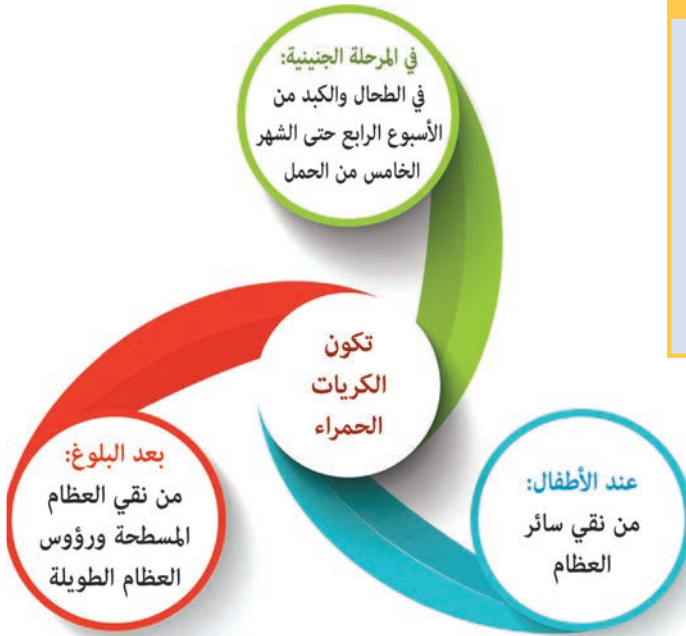 في المرحلة الجنينية:
في الطحال والكبد من
الأسبوع الرابع حتى الشهر
الخامس من الحمل
تكون
الكريات
الحمراء
عند الأطفال:
من نقي سائر
العظام
بعد البلوغ:
من نقي العظام
المسطحة ورؤوس
العظام الطويلة